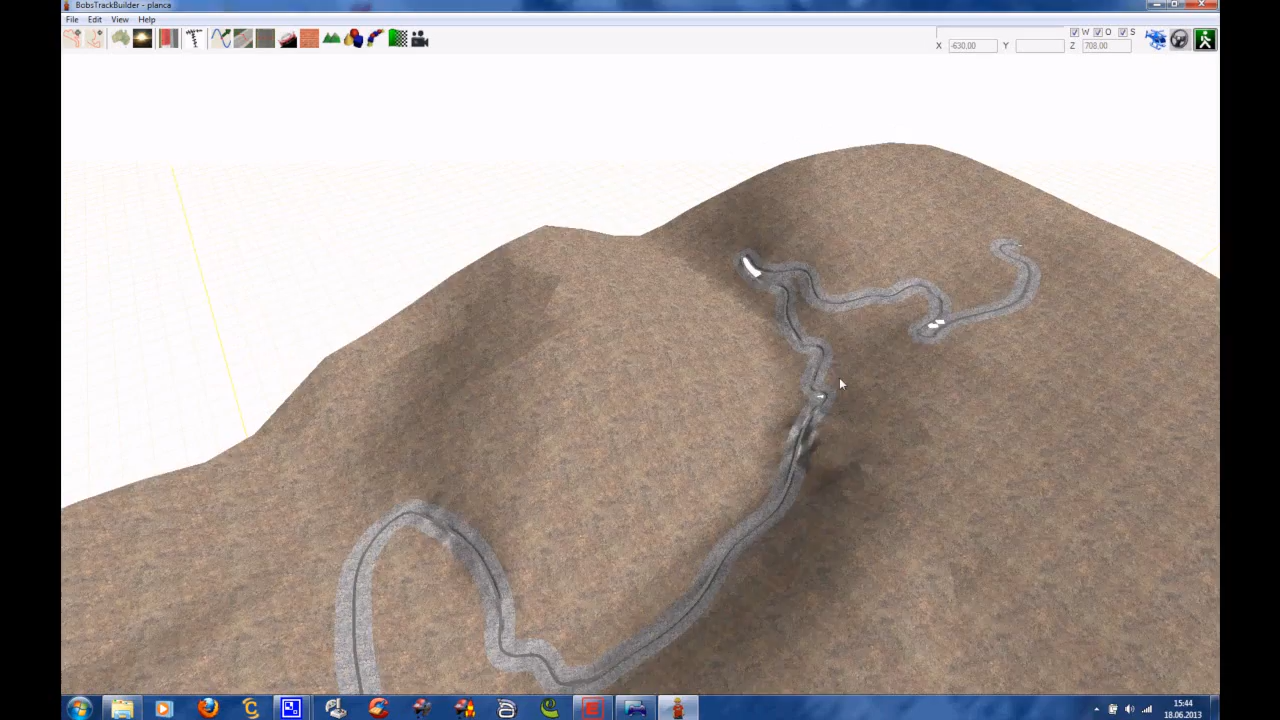 BobsTrackBuilder - planca
File Edit View Help
W O S
X -630,00 Y Z 708.00
15:44
18.06.2013